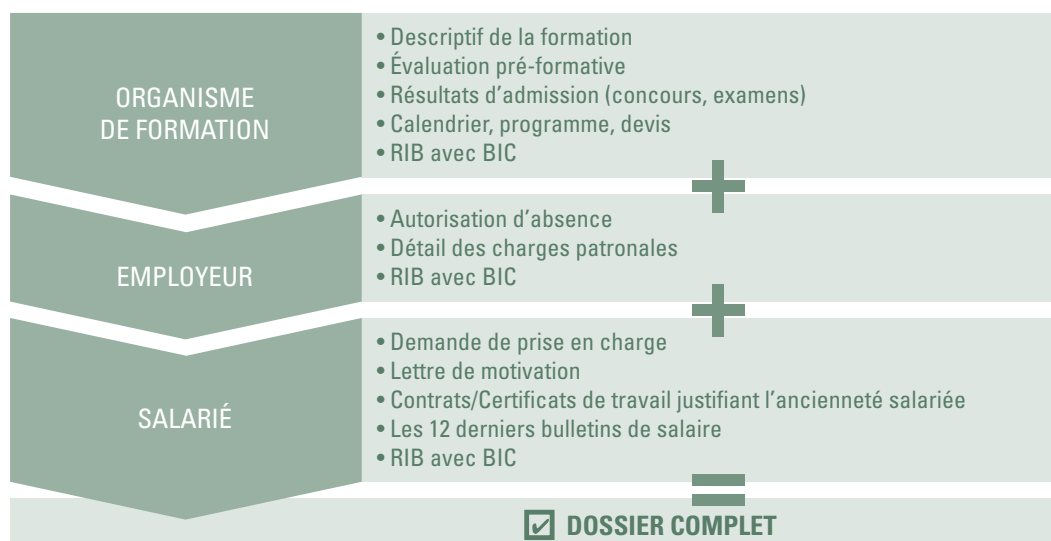 ORGANISME
DE FORMATION
• Descriptif de la formation
• Évaluation pré-formative
• Résultats d’admission (concours, examens)
• Calendrier, programme, devis
• RIB avec BIC
+
EMPLOYEUR
• Autorisation d’absence
• Détail des charges patronales
• RIB avec BIC
+
SALARIÉ
• Demande de prise en charge
• Lettre de motivation
• Contrats/Certificats de travail justifiant l’ancienneté salariée
• Les 12 derniers bulletins de salaire
• RIB avec BIC
=
☑ DOSSIER COMPLET